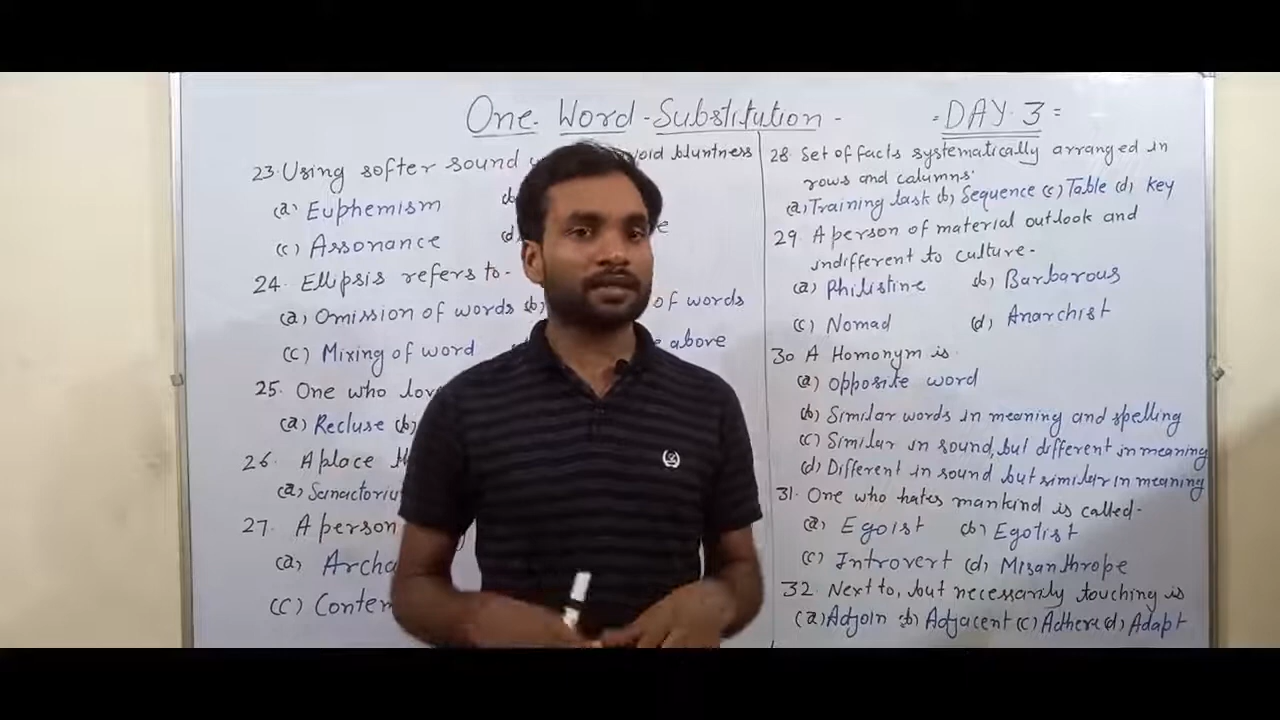 One Word - Substitution -
= DAY 3 =
23. Using softer sound bluntness
(a) Euphemism
(c) Assonance (d)
24. Ellipsis refers to -
(a) Omission of words (b) of words
(c) Mixing of word above
25. One who
(a) Recluse (b)
26. A place
(a)
27. A person
(a)
(c)
28. Set of facts systematically arranged in
rows and columns.
(a) Training task (b) Sequence (c) Table (d) key
29. A person of material outlook and
indifferent to culture -
(a) Philistine (b) Barbarous
(c) Nomad (d) Anarchist
30. A Homonym is.
(a) opposite word
(b) Similar words in meaning and spelling
(c) Similar in sound, but different in meaning
(d) Different in sound but similar in meaning
31. One who hates mankind is called -
(a) Egoist (b) Egotist
(c) Introvert (d) Misanthrope
32. Next to, but necessarily touching is
(a) Adjoin (b) Adjacent (c) Adhere (d) Adapt